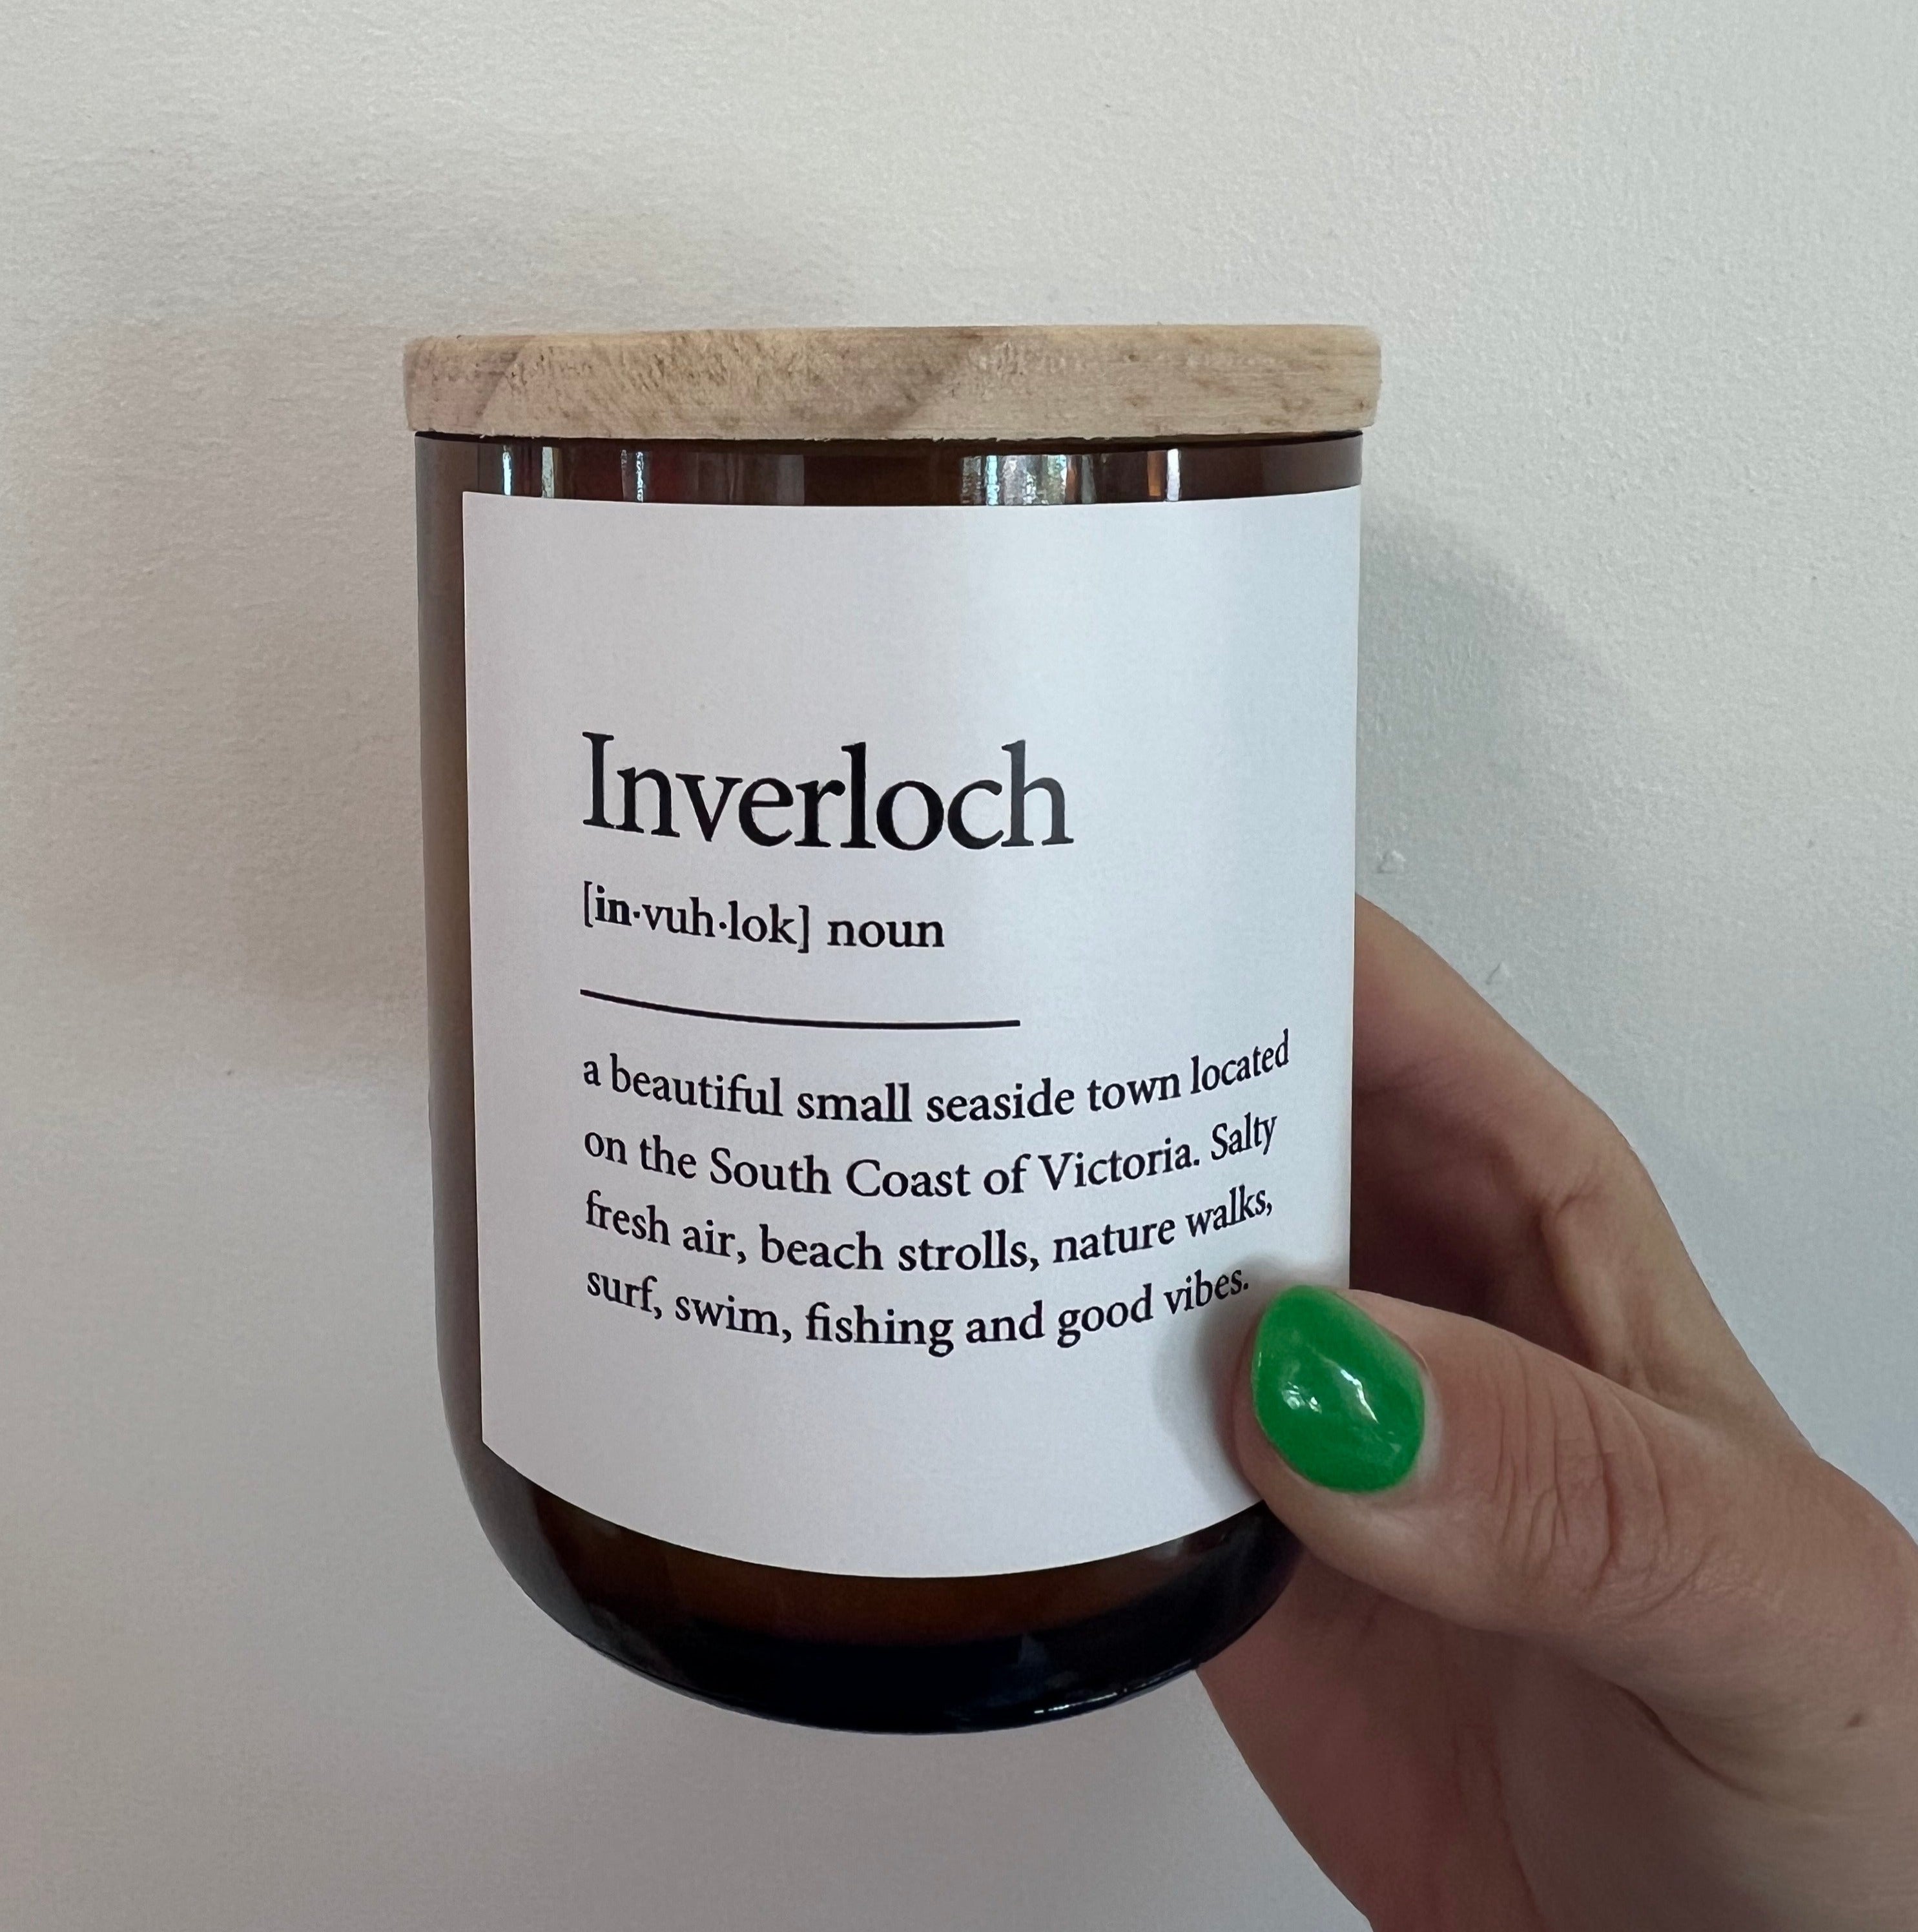 Inverloch
[in·vuh·lok] noun
a beautiful small seaside town located
on the South Coast of Victoria. Salty
fresh air, beach strolls, nature walks,
surf, swim, fishing and good vibes.